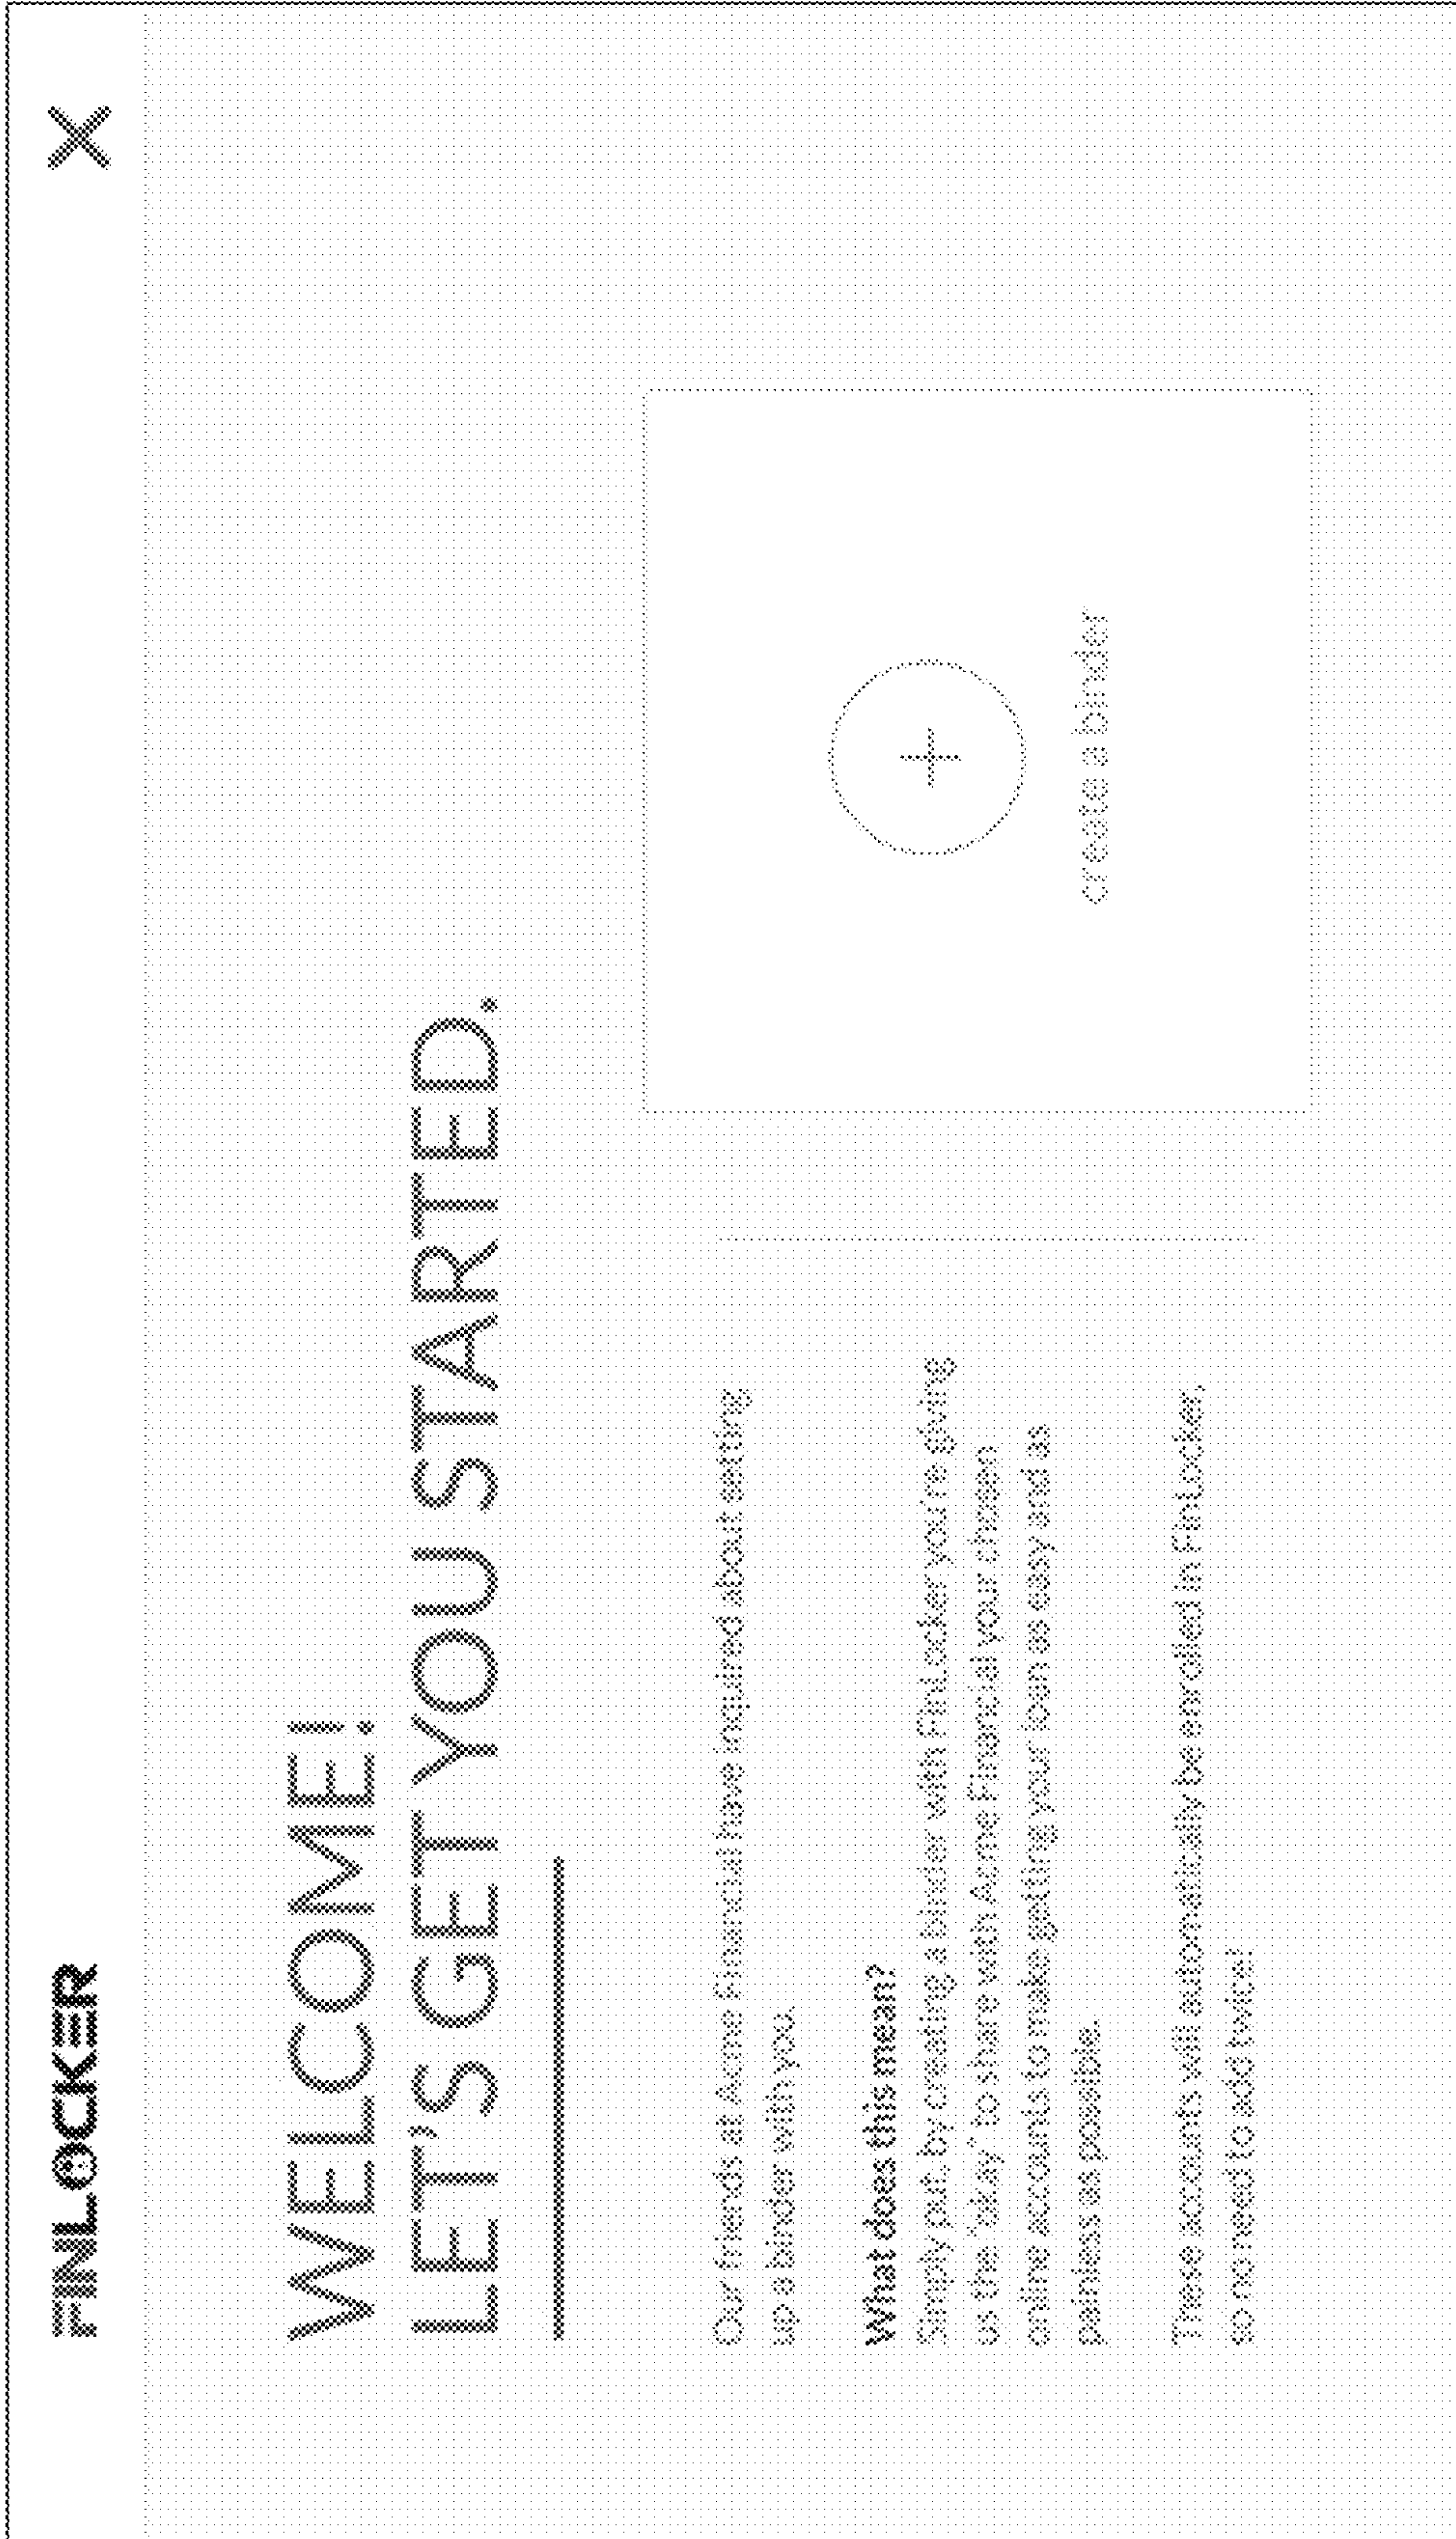 FINLOCKER
WELCOME!
LET'S GET YOU STARTED.
Our friends at Acme Financial have inquired about setting
up a binder with you.
What does this mean?
Simply put, by creating a binder with FinLocker you're giving
us the "okay" to share with Acme Financial your chosen
online accounts to make getting your loan as easy and as
painless as possible.
These accounts will automatically be enrolled in FinLocker,
so no need to add twice!
create a binder